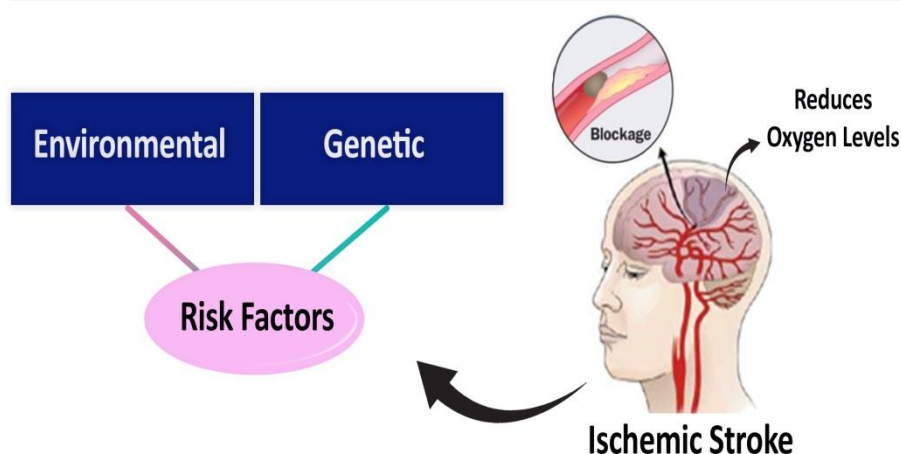 Environmental
Genetic
Risk Factors
Blockage
Reduces
Oxygen Levels
Ischemic Stroke